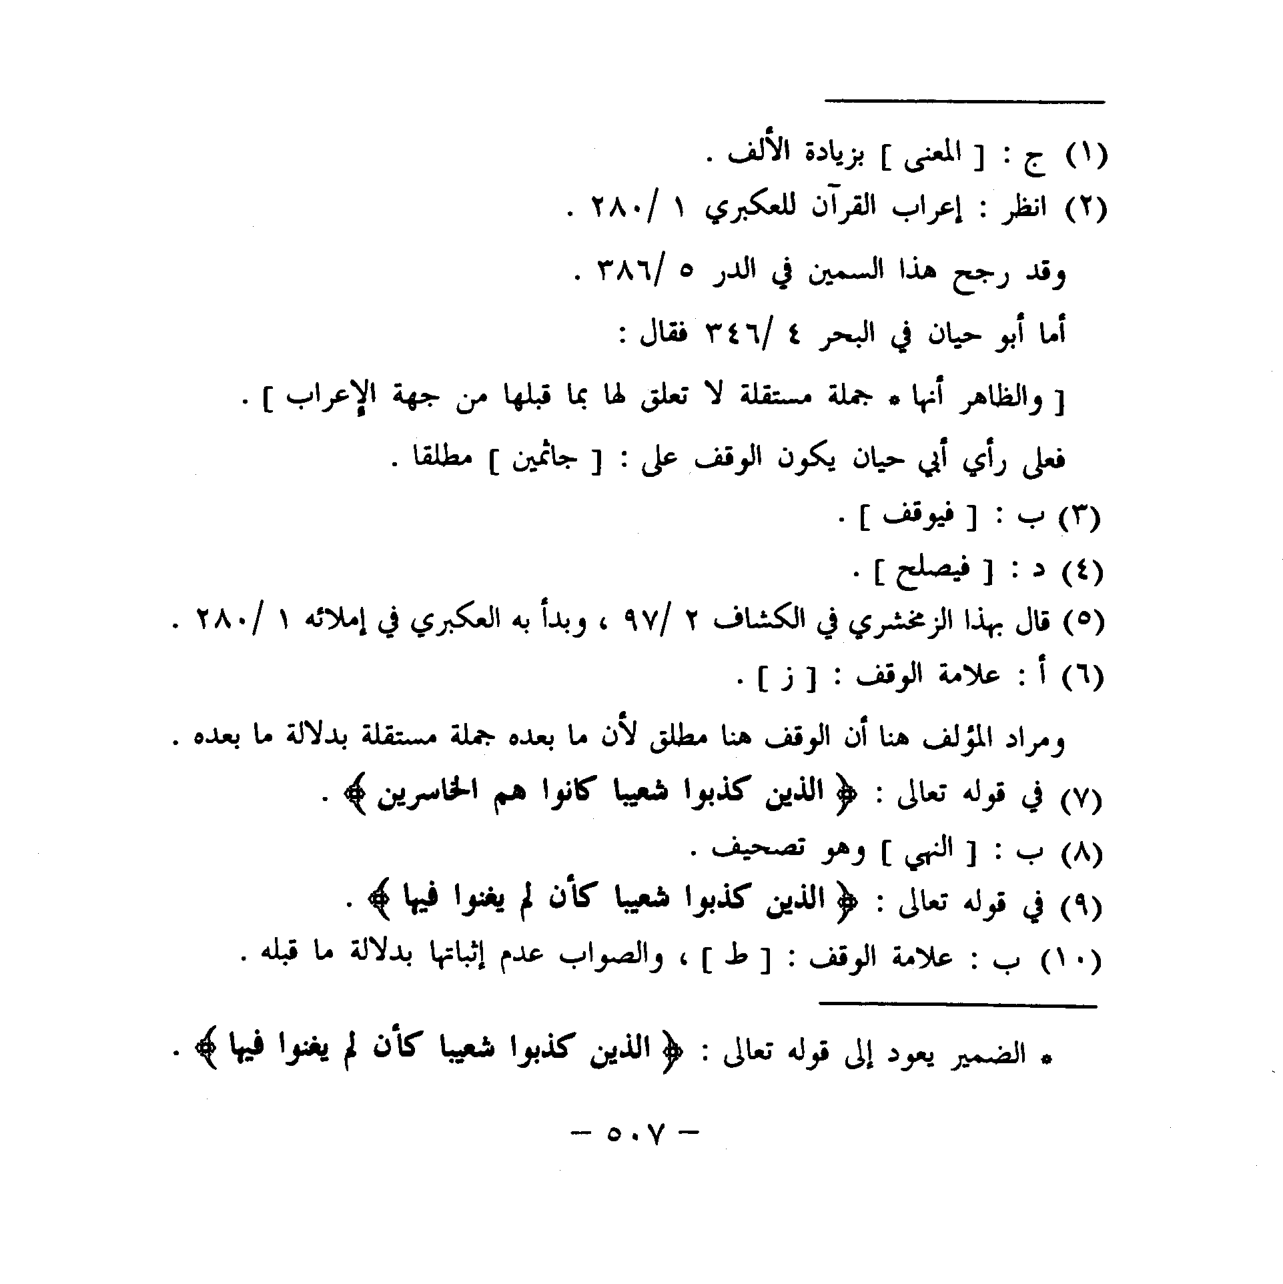 (١) ج : [ المعنى ] بزيادة الألف .
(٢) انظر : إعراب القرآن للعكبري ١ /٢٨٠ .
وقد رجح هذا السمين في الدر ٥ /٣٨٦ .
أما أبو حيان في البحر ٤ /٣٤٦ فقال :
[ والظاهر أنها * جملة مستقلة لا تعلق لها بما قبلها من جهة الإعراب ] .
فعلى رأي أبي حيان يكون الوقف على : [ جاثمين ] مطلقا .
(٣) ب : [ فيوقف ] .
(٤) د : [ فيصلح ] .
(٥) قال بهذا الزمخشري في الكشاف ٢ /٩٧ ، وبدأ به العكبري في إملائه ١ /٢٨٠ .
(٦) أ : علامة الوقف : [ ز ] .
ومراد المؤلف هنا أن الوقف هنا مطلق لأن ما بعده جملة مستقلة بدلالة ما بعده .
(٧) في قوله تعالى : ﴿ الذين كذبوا شعيبا كانوا هم الخاسرين ﴾ .
(٨) ب : [ النهي ] وهو تصحيف .
(٩) في قوله تعالى : ﴿ الذين كذبوا شعيبا كأن لم يغنوا فيها ﴾ .
(١٠) ب : علامة الوقف : [ ط ] ، والصواب عدم إثباتها بدلالة ما قبله .
* الضمير يعود إلى قوله تعالى : ﴿ الذين كذبوا شعيبا كأن لم يغنوا فيها ﴾ .
– ٥٠٧ –